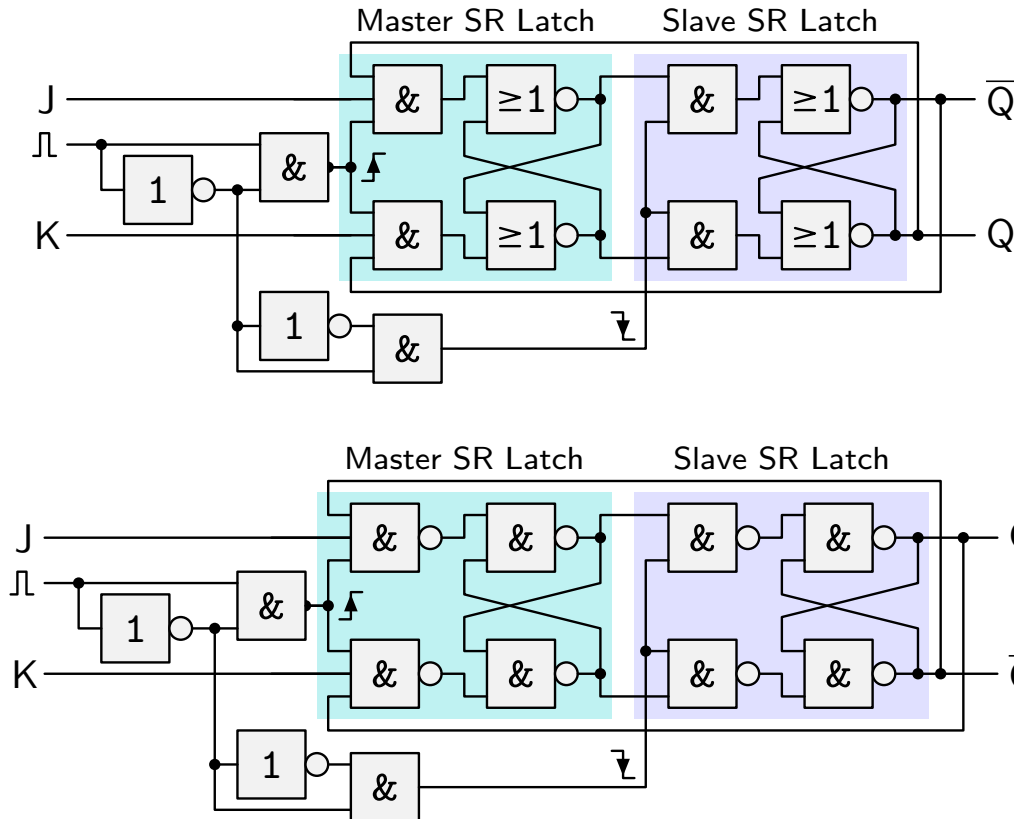 Master SR Latch Slave SR Latch
& ≥1 & ≥1 Q̅
J
& 
1
K & ≥1 & ≥1 Q
1 &
Master SR Latch Slave SR Latch
& & & &
J
&
1
K & & & &
1 &